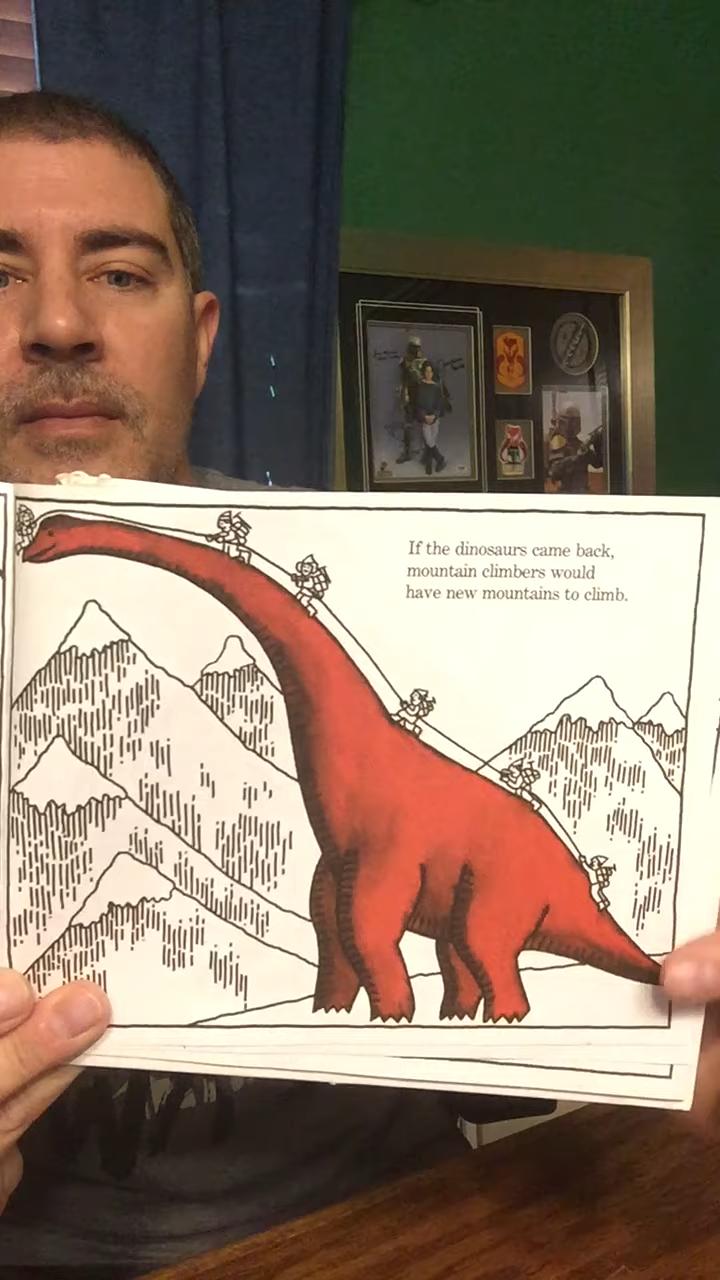 If the dinosaurs came back,
mountain climbers would
have new mountains to climb.